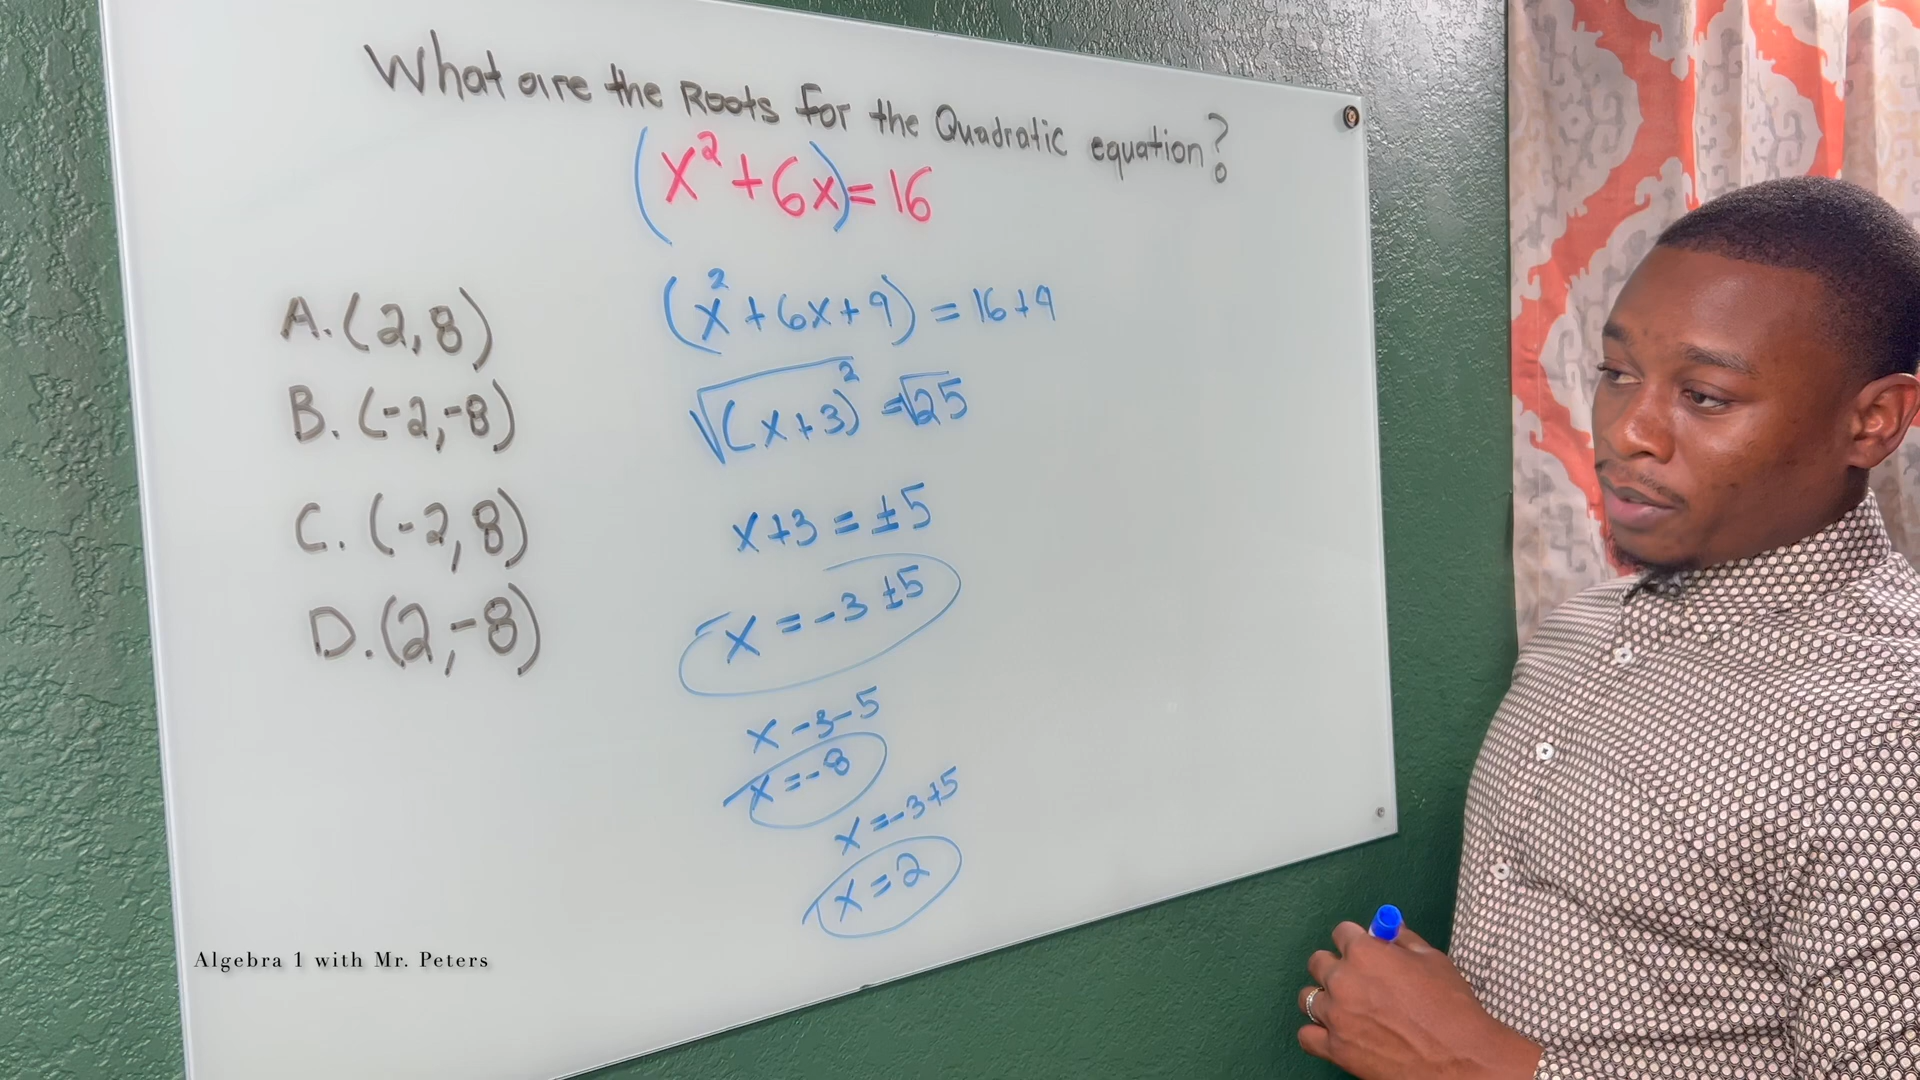 What are the Roots for the Quadratic equation?
(x²+6x)=16
A. (2,8)
B. (-2,-8)
C. (-2,8)
D. (2,-8)
(x²+6x+9) = 16+9
√(x+3)² =√25
x+3 = ±5
x = -3 ±5
x -3-5
x=-8
x=-3+5
x=2
Algebra 1 with Mr. Peters